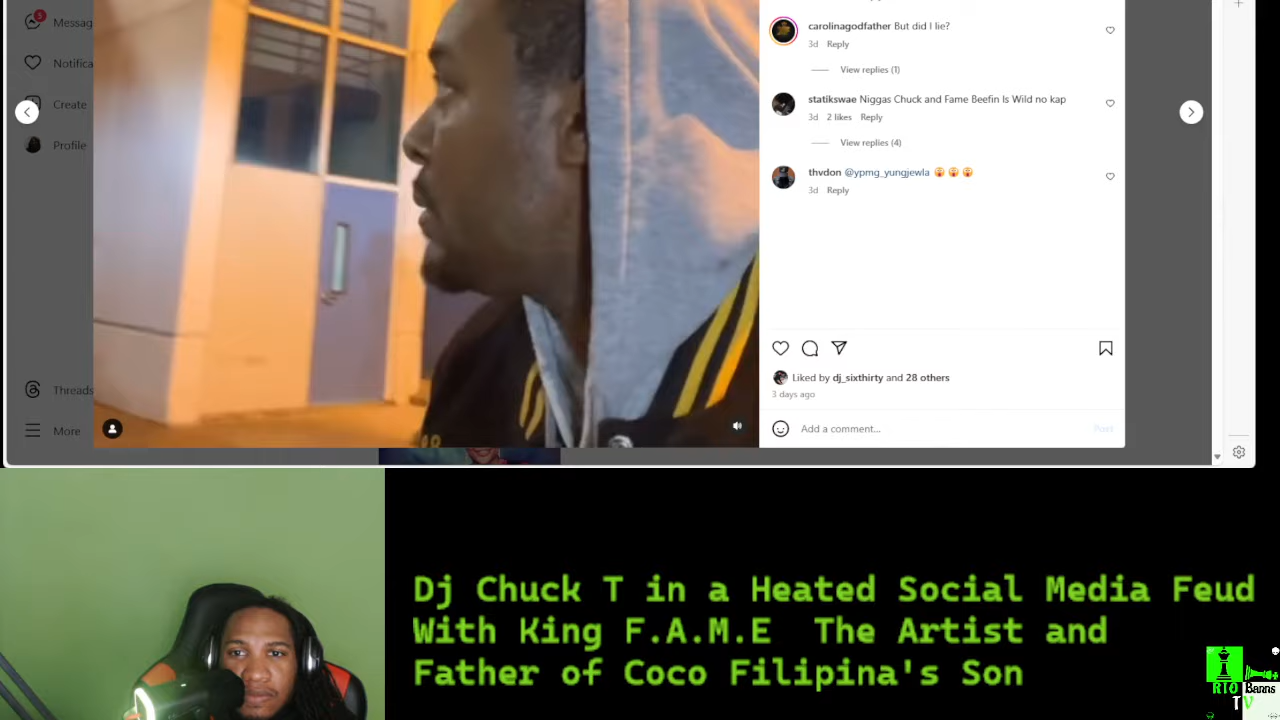 Messag
5
Notifica
Create
Profile
Threads
More
carolinagodfather But did I lie?
3d Reply
View replies (1)
statikswae Niggas Chuck and Fame Beefin Is Wild no kap
3d 2 likes Reply
View replies (4)
thvdon @ypmg_yungjewla
3d Reply
Liked by dj_sixthirty and 28 others
3 days ago
Add a comment...
Post
Dj Chuck T in a Heated Social Media Feud
With King F.A.M.E The Artist and
Father of Coco Filipina's Son
RIO Banns
TV